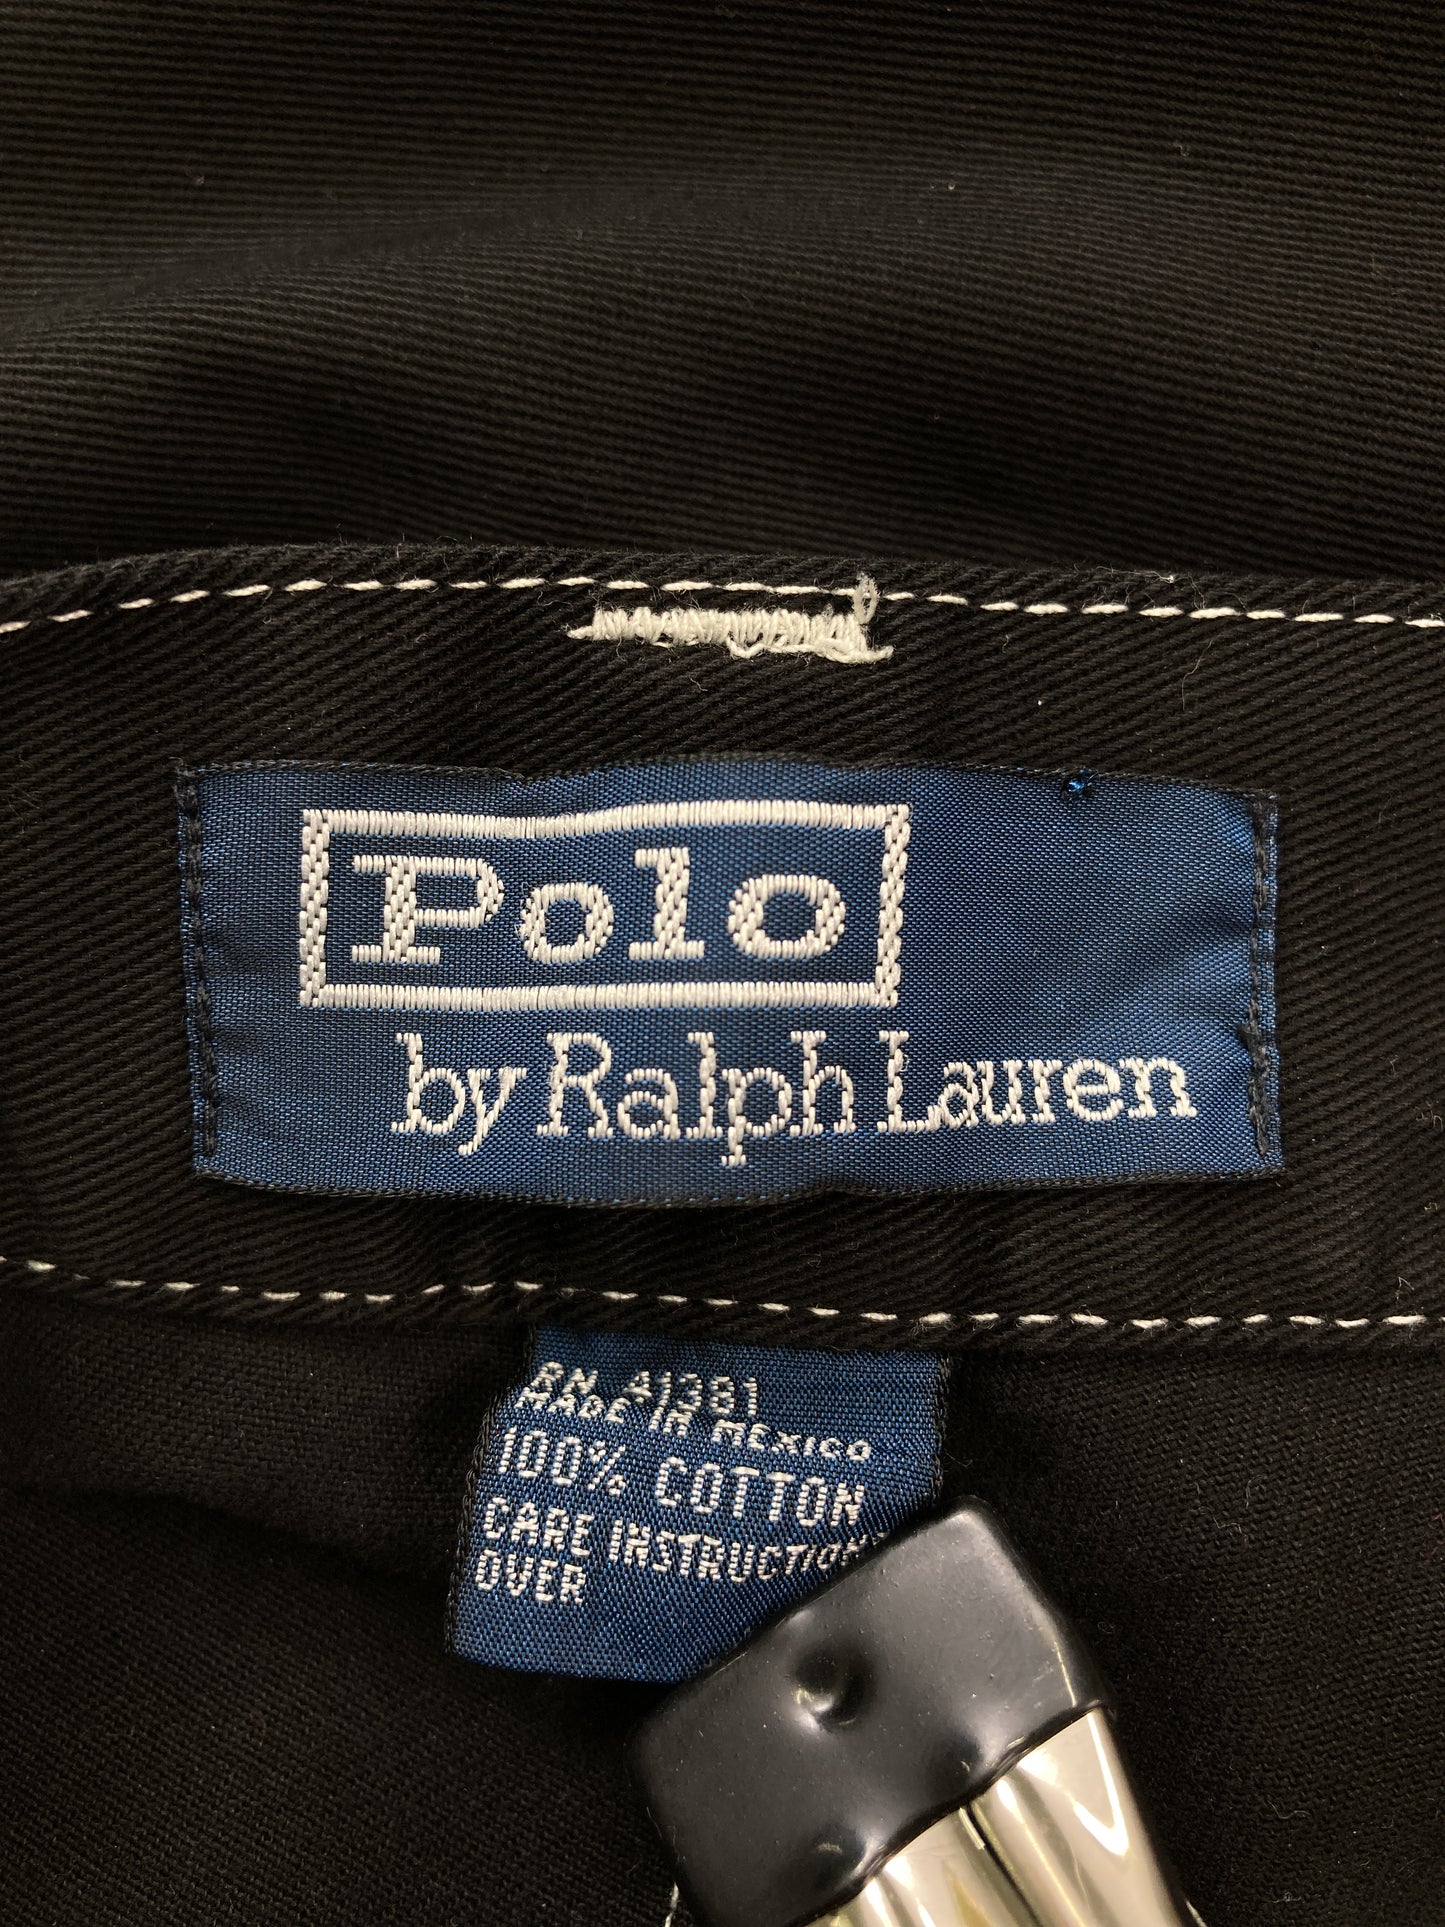 Polo
by Ralph Lauren
RN 41381
MADE IN MEXICO
100% COTTON
CARE INSTRUCTION
OVER